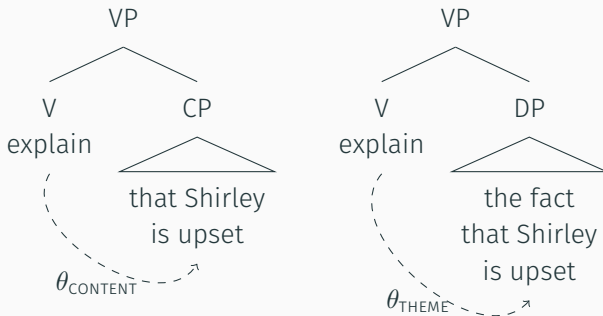 VP
V
CP
explain
that Shirley
is upset
θCONTENT
VP
V
DP
explain
the fact
that Shirley
is upset
θTHEME